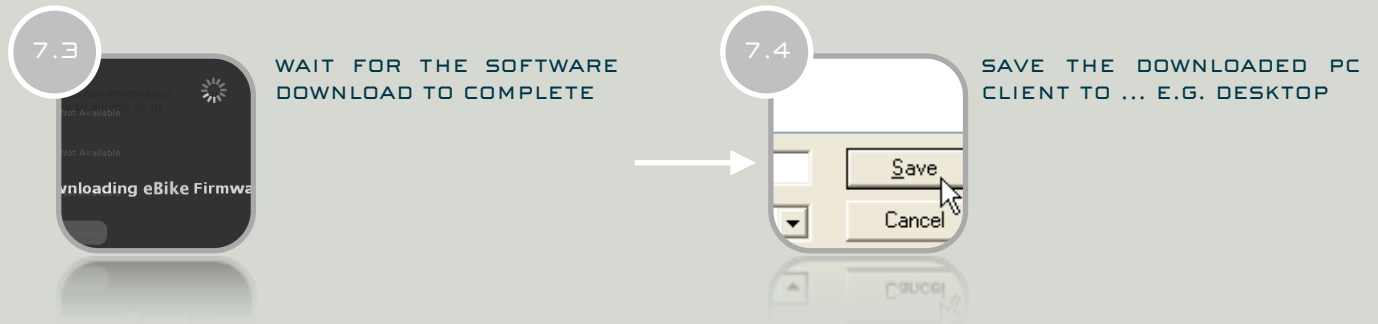 7.3
WAIT FOR THE SOFTWARE
DOWNLOAD TO COMPLETE
Not Available
Not Available
wnloading eBike Firmwa
7.4
SAVE THE DOWNLOADED PC
CLIENT TO ... E.G. DESKTOP
Save
Cancel